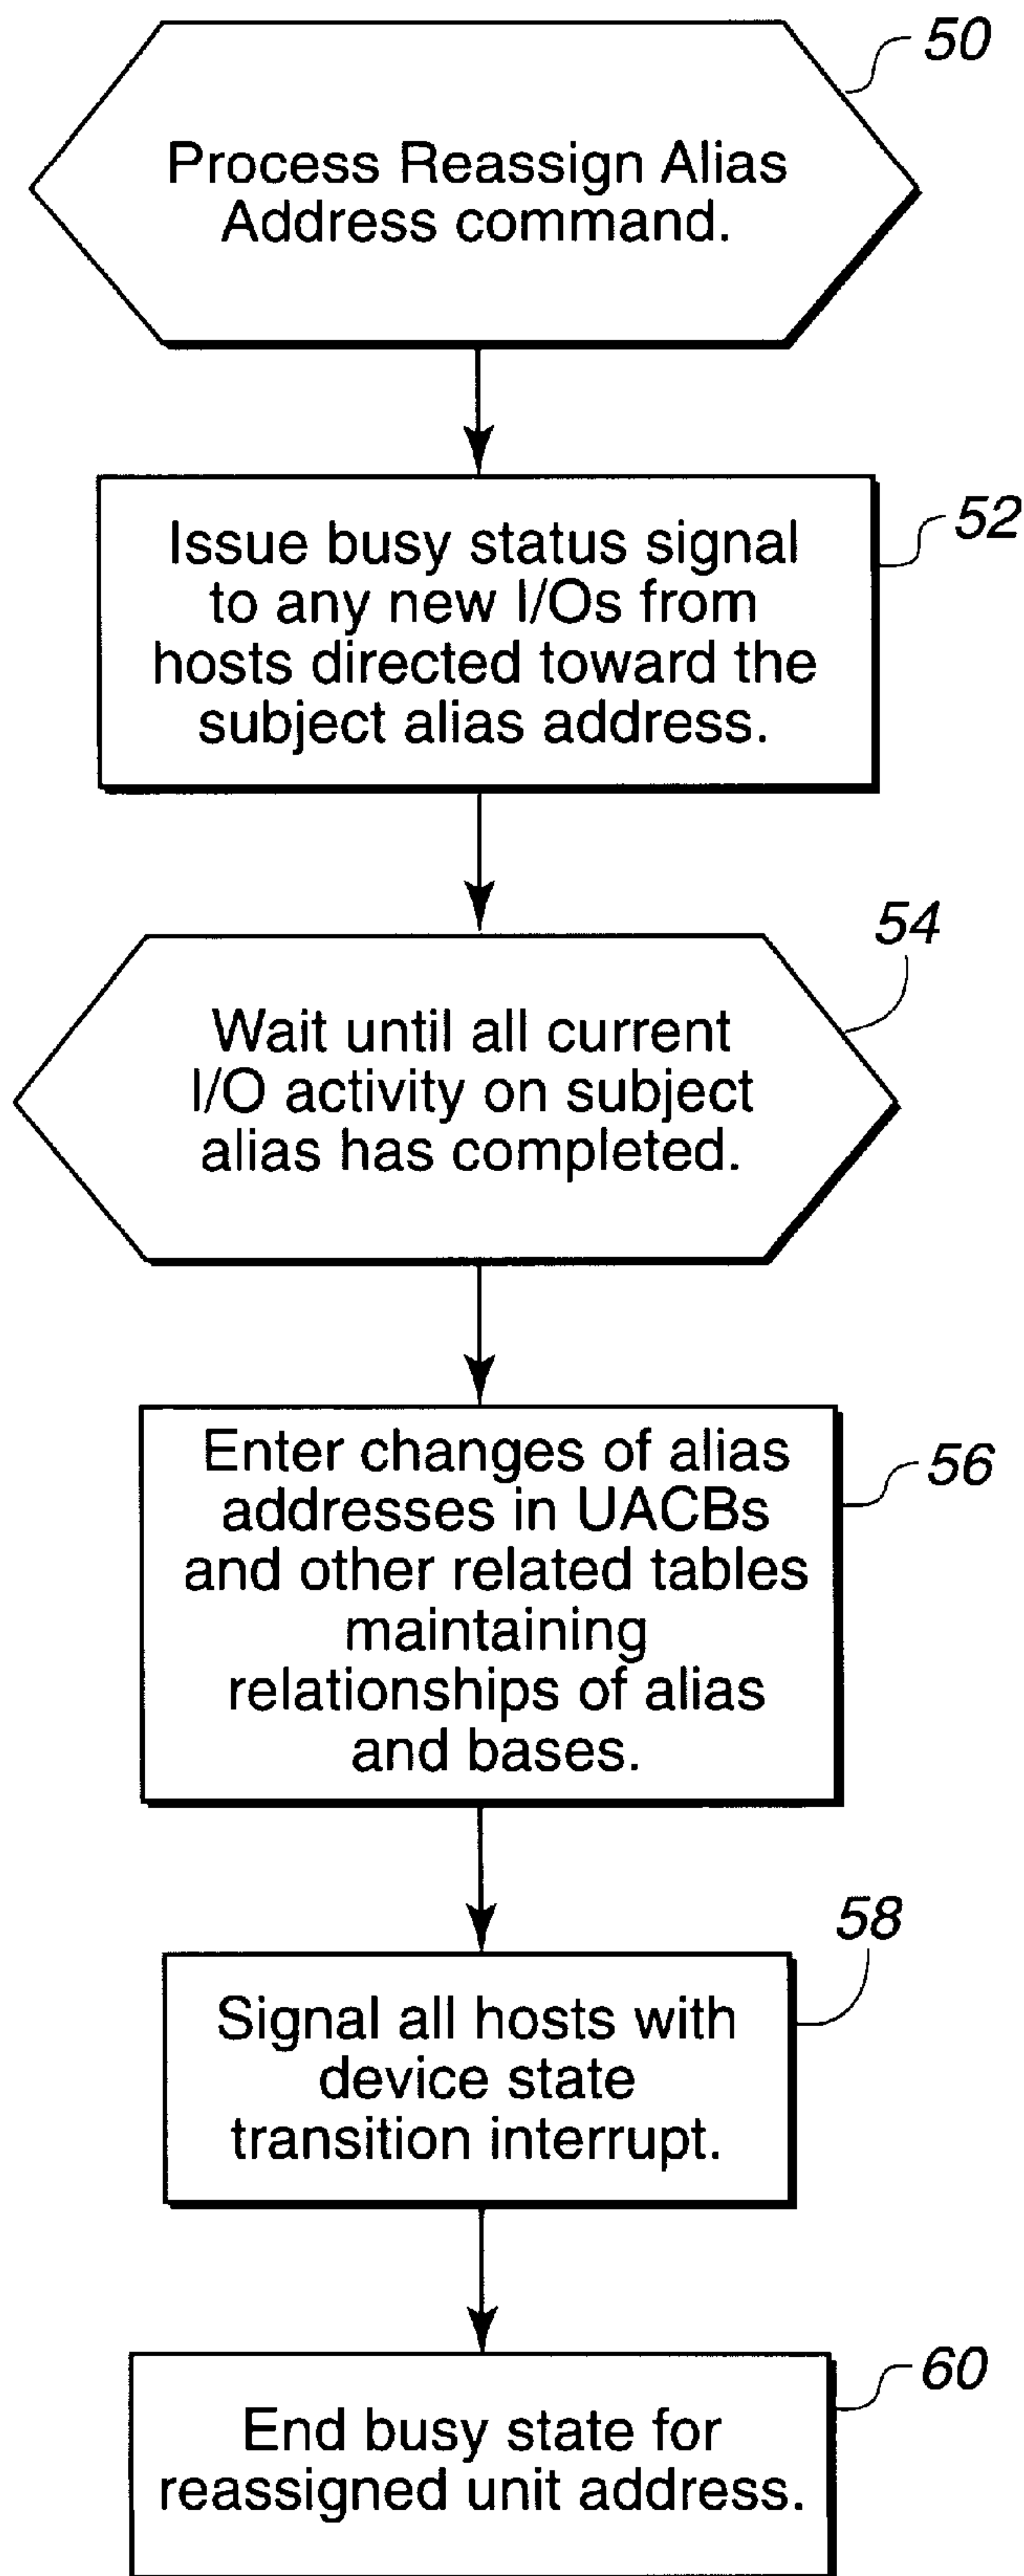 50
Process Reassign Alias
Address command.
52
Issue busy status signal
to any new I/Os from
hosts directed toward the
subject alias address.
54
Wait until all current
I/O activity on subject
alias has completed.
56
Enter changes of alias
addresses in UACBs
and other related tables
maintaining
relationships of alias
and bases.
58
Signal all hosts with
device state
transition interrupt.
60
End busy state for
reassigned unit address.